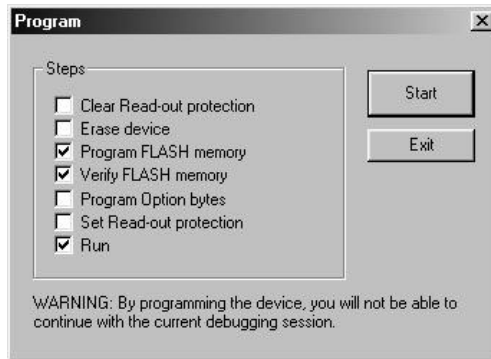 Program
Steps
Clear Read-out protection
Erase device
Program FLASH memory
Verify FLASH memory
Program Option bytes
Set Read-out protection
Run
Start
Exit
WARNING: By programming the device, you will not be able to
continue with the current debugging session.